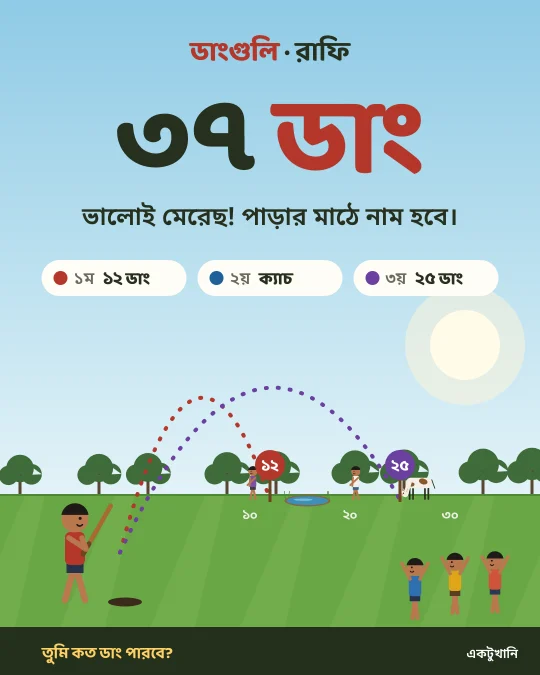 ডাংগুলি · রাফি
৩৭ ডাং
ভালোই মেরেছ! পাড়ার মাঠে নাম হবে।
১ম ১২ ডাং
২য় ক্যাচ
৩য় ২৫ ডাং
১২
২৫
১০
২০
৩০
তুমি কত ডাং পারবে?
একটুখানি